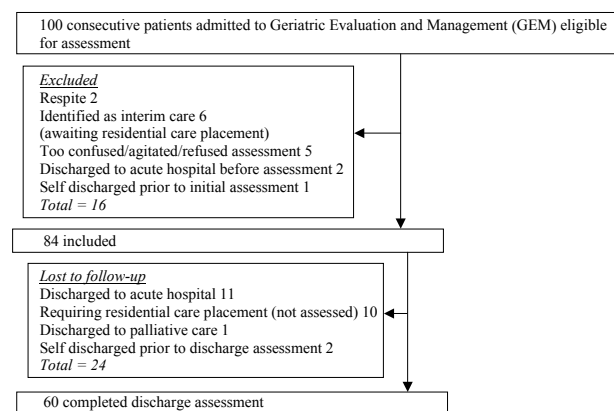 100 consecutive patients admitted to Geriatric Evaluation and Management (GEM) eligible
for assessment
Excluded
Respite 2
Identified as interim care 6
(awaiting residential care placement)
Too confused/agitated/refused assessment 5
Discharged to acute hospital before assessment 2
Self discharged prior to initial assessment 1
Total = 16
84 included
Lost to follow-up
Discharged to acute hospital 11
Requiring residential care placement (not assessed) 10
Discharged to palliative care 1
Self discharged prior to discharge assessment 2
Total = 24
60 completed discharge assessment